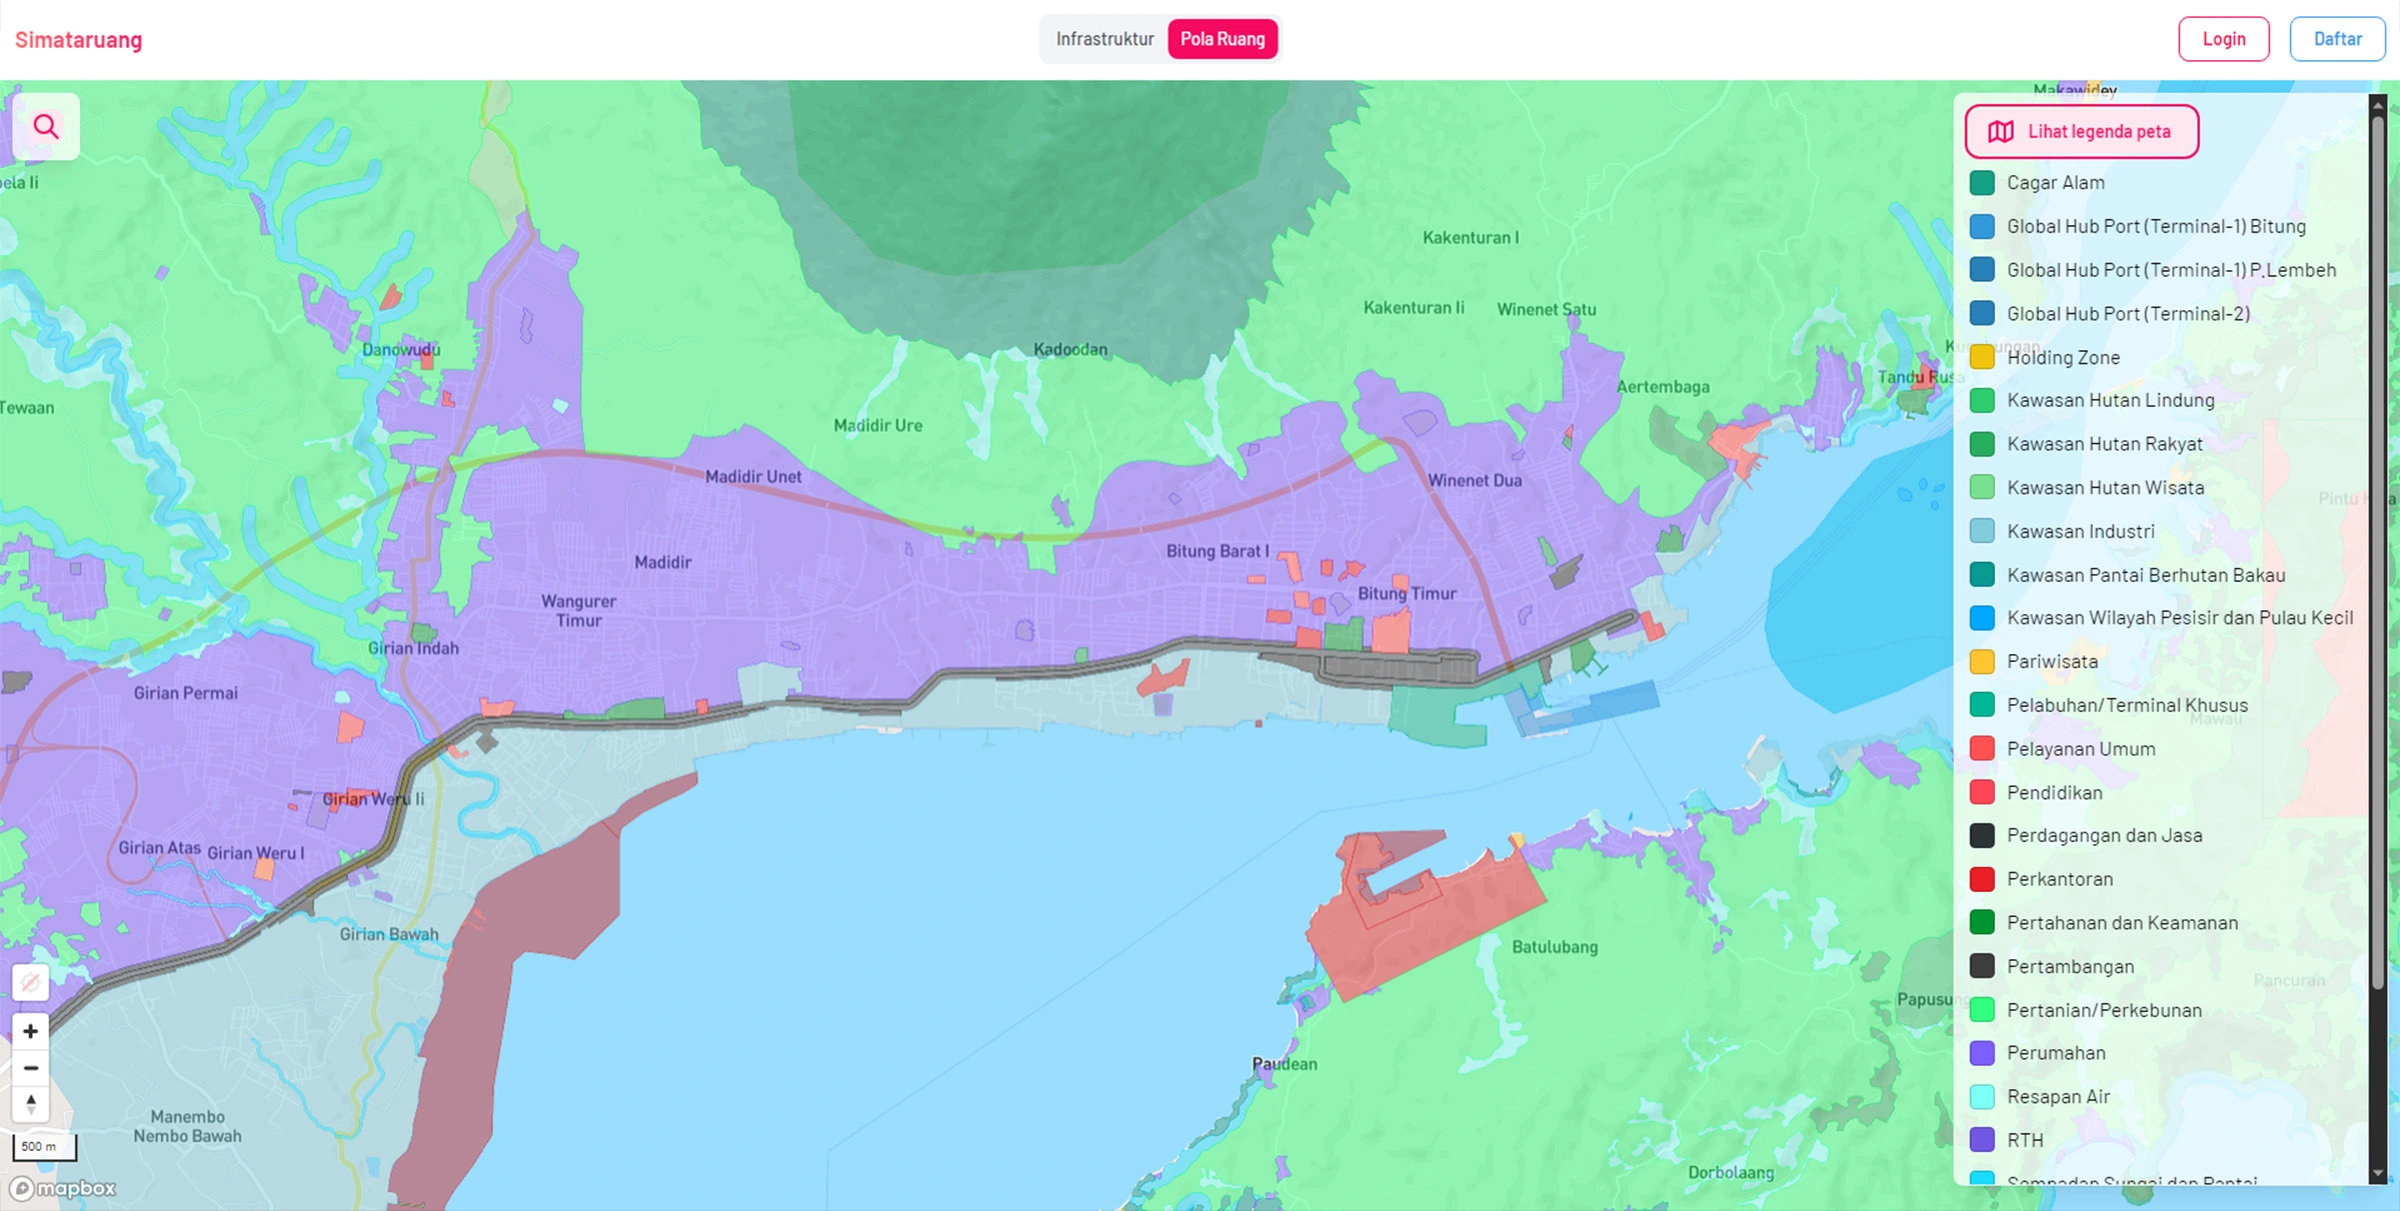 Simataruang
Infrastruktur
Pola Ruang
Login
Daftar
Makawidey
Lihat legenda peta
Cagar Alam
Global Hub Port (Terminal-1) Bitung
Global Hub Port (Terminal-1) P.Lembeh
Global Hub Port (Terminal-2)
Holding Zone
Kawasan Hutan Lindung
Kawasan Hutan Rakyat
Kawasan Hutan Wisata
Kawasan Industri
Kawasan Pantai Berhutan Bakau
Kawasan Wilayah Pesisir dan Pulau Kecil
Pariwisata
Pelabuhan/Terminal Khusus
Pelayanan Umum
Pendidikan
Perdagangan dan Jasa
Perkantoran
Pertahanan dan Keamanan
Pertambangan
Pertanian/Perkebunan
Perumahan
Resapan Air
RTH
Sempadan Sungai dan Pantai
Kakenturan I
Kakenturan Ii
Winenet Satu
Kadoodan
Danowudu
Aertembaga
Tandu Rusa
Tewaan
Madidir Ure
Madidir Unet
Winenet Dua
Madidir
Bitung Barat I
Bitung Timur
Wangurer
Timur
Girian Indah
Girian Permai
Mawali
Girian Weru Ii
Girian Atas
Girian Weru I
Girian Bawah
Batulubang
Pancuran
Papusung
Paudean
Manembo
Nembo Bawah
Dorbolaang
500 m
mapbox